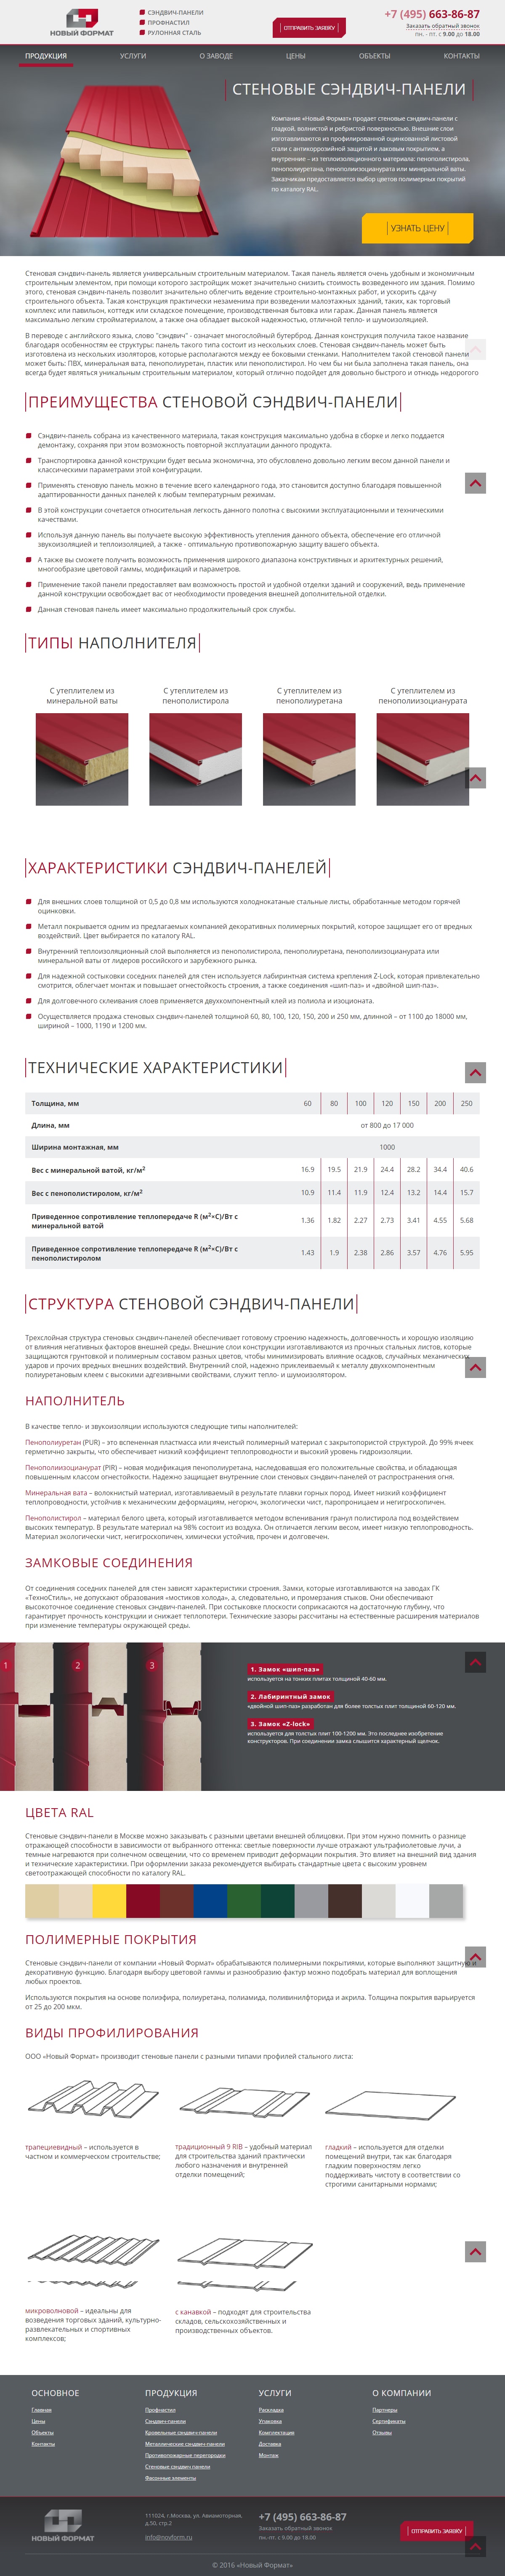 НОВЫЙ ФОРМАТ
СЭНДВИЧ-ПАНЕЛИ
ПРОФНАСТИЛ
РУЛОННАЯ СТАЛЬ
ОТПРАВИТЬ ЗАЯВКУ
+7 (495) 663-86-87
Заказать обратный звонок
пн. - пт. с 9.00 до 18.00
ПРОДУКЦИЯ УСЛУГИ О ЗАВОДЕ ЦЕНЫ ОБЪЕКТЫ КОНТАКТЫ
СТЕНОВЫЕ СЭНДВИЧ-ПАНЕЛИ
Компания «Новый Формат» продает стеновые сэндвич-панели с
гладкой, волнистой и ребристой поверхностью. Внешние слои
изготавливаются из профилированной оцинкованной листовой
стали с антикоррозийной защитой и лаковым покрытием, а
внутренние – из теплоизоляционного материала: пенополистирола,
пенополиуретана, пенополиизоцианурата или минеральной ваты.
Заказчикам предоставляется выбор цветов полимерных покрытий
по каталогу RAL.
УЗНАТЬ ЦЕНУ
Стеновая сэндвич-панель является универсальным строительным материалом. Такая панель является очень удобным и экономичным
строительным элементом, при помощи которого застройщик может значительно снизить стоимость возведенного им здания. Помимо
этого, стеновая сэндвич-панель позволит значительно облегчить ведение строительно-монтажных работ, и ускорить сдачу
строительного объекта. Такая конструкция практически незаменима при возведении малоэтажных зданий, таких, как торговый
комплекс или павильон, коттедж или складское помещение, производственная бытовка или гараж. Данная панель является
максимально легким стройматериалом, а также она обладает высокой надежностью, отличной тепло- и шумоизоляцией.
В переводе с английского языка, слово "сэндвич" - означает многослойный бутерброд. Данная конструкция получила такое название
благодаря особенностям ее структуры: панель такого типа состоит из нескольких слоев. Стеновая сэндвич-панель может быть
изготовлена из нескольких изоляторов, которые располагаются между ее боковыми стенками. Наполнителем такой стеновой панели
может быть: ПВХ, минеральная вата, пенополиуретан, пластик или пенополистирол. Но чем бы ни была заполнена такая панель, она
всегда будет являться уникальным строительным материалом, который отлично подойдет для довольно быстрого и отнюдь недорогого
ПРЕИМУЩЕСТВА СТЕНОВОЙ СЭНДВИЧ-ПАНЕЛИ
Сэндвич-панель собрана из качественного материала, такая конструкция максимально удобна в сборке и легко поддается
демонтажу, сохраняя при этом возможность повторной эксплуатации данного продукта.
Транспортировка данной конструкции будет весьма экономична, это обусловлено довольно легким весом данной панели и
классическими параметрами этой конфигурации.
Применять стеновую панель можно в течение всего календарного года, это становится доступно благодаря повышенной
адаптированности данных панелей к любым температурным режимам.
В этой конструкции сочетается относительная легкость данного полотна с высокими эксплуатационными и техническими
качествами.
Используя данную панель вы получаете высокую эффективность утепления данного объекта, обеспечение его отличной
звукоизоляцией и теплоизоляцией, а также - оптимальную противопожарную защиту вашего объекта.
А также вы сможете получить возможность применения широкого диапазона конструктивных и архитектурных решений,
многообразие цветовой гаммы, модификаций и параметров.
Применение такой панели предоставляет вам возможность простой и удобной отделки зданий и сооружений, ведь применение
данной конструкции освобождает вас от необходимости проведения внешней дополнительной отделки.
Данная стеновая панель имеет максимально продолжительный срок службы.
ТИПЫ НАПОЛНИТЕЛЯ
С утеплителем из
минеральной ваты
С утеплителем из
пенополистирола
С утеплителем из
пенополиуретана
С утеплителем из
пенополиизоцианурата
ХАРАКТЕРИСТИКИ СЭНДВИЧ-ПАНЕЛЕЙ
Для внешних слоев толщиной от 0,5 до 0,8 мм используются холоднокатаные стальные листы, обработанные методом горячей
оцинковки.
Металл покрывается одним из предлагаемых компанией декоративных полимерных покрытий, которое защищает его от вредных
воздействий. Цвет выбирается по каталогу RAL.
Внутренний теплоизоляционный слой выполняется из пенополистирола, пенополиуретана, пенополиизоцианурата или
минеральной ваты от лидеров российского и зарубежного рынка.
Для надежной состыковки соседних панелей для стен используется лабиринтная система крепления Z-Lock, которая привлекательно
смотрится, облегчает монтаж и повышает огнестойкость строения, а также соединения «шип-паз» и «двойной шип-паз».
Для долговечного склеивания слоев применяется двухкомпонентный клей из полиола и изоцианата.
Осуществляется продажа стеновых сэндвич-панелей толщиной 60, 80, 100, 120, 150, 200 и 250 мм, длинной – от 1100 до 18000 мм,
шириной – 1000, 1190 и 1200 мм.
ТЕХНИЧЕСКИЕ ХАРАКТЕРИСТИКИ
Толщина, мм 60 80 100 120 150 200 250
Длина, мм от 800 до 17 000
Ширина монтажная, мм 1000
Вес с минеральной ватой, кг/м2 16.9 19.5 21.9 24.4 28.2 34.4 40.6
Вес с пенополистиролом, кг/м2 10.9 11.4 11.9 12.4 13.2 14.4 15.7
Приведенное сопротивление теплопередаче R (м2×С)/Вт с
минеральной ватой 1.36 1.82 2.27 2.73 3.41 4.55 5.68
Приведенное сопротивление теплопередаче R (м2×С)/Вт с
пенополистиролом 1.43 1.9 2.38 2.86 3.57 4.76 5.95
СТРУКТУРА СТЕНОВОЙ СЭНДВИЧ-ПАНЕЛИ
Трехслойная структура стеновых сэндвич-панелей обеспечивает готовому строению надежность, долговечность и хорошую изоляцию
от влияния негативных факторов внешней среды. Внешние слои конструкции изготавливаются из прочных стальных листов, которые
защищаются грунтовкой и полимерным составом разных цветов, чтобы минимизировать влияние осадков, случайных механических
ударов и прочих вредных внешних воздействий. Внутренний слой, надежно приклеиваемый к металлу двухкомпонентным
полиуретановым клеем с высокими адгезивными свойствами, служит тепло- и шумоизолятором.
НАПОЛНИТЕЛЬ
В качестве тепло- и звукоизоляции используются следующие типы наполнителей:
Пенополиуретан (PUR) – это вспененная пластмасса или ячеистый полимерный материал с закрытопористой структурой. До 99% ячеек
герметично закрыты, что обеспечивает низкий коэффициент теплопроводности и высокий уровень гидроизоляции.
Пенополиизоцианурат (PIR) – новая модификация пенополиуретана, наследовавшая его положительные свойства, и обладающая
повышенным классом огнестойкости. Надежно защищает внутренние слои стеновых сэндвич-панелей от распространения огня.
Минеральная вата – волокнистый материал, изготавливаемый в результате плавки горных пород. Имеет низкий коэффициент
теплопроводности, устойчив к механическим деформациям, негорюч, экологически чист, паропроницаем и негигроскопичен.
Пенополистирол – материал белого цвета, который изготавливается методом вспенивания гранул полистирола под воздействием
высоких температур. В результате материал на 98% состоит из воздуха. Он отличается легким весом, имеет низкую теплопроводность.
Материал экологически чист, негигроскопичен, химически устойчив, прочен и долговечен.
ЗАМКОВЫЕ СОЕДИНЕНИЯ
От соединения соседних панелей для стен зависят характеристики строения. Замки, которые изготавливаются на заводах ГК
«ТехноСтиль», не допускают образования «мостиков холода», а, следовательно, и промерзания стыков. Они обеспечивают
высокоточное соединение стеновых сэндвич-панелей. При состыковке плоскости соприкасаются на достаточную глубину, что
гарантирует прочность конструкции и снижает теплопотери. Технические зазоры рассчитаны на естественные расширения материалов
при изменение температуры окружающей среды.
1 2 3
1. Замок «шип-паз»
используется на тонких плитах толщиной 40-60 мм.
2. Лабиринтный замок
«двойной шип-паз» разработан для более толстых плит толщиной 60-120 мм.
3. Замок «Z-lock»
используется для толстых плит 100-1200 мм. Это последнее изобретение
конструкторов. При соединении замка слышится характерный щелчок.
ЦВЕТА RAL
Стеновые сэндвич-панели в Москве можно заказывать с разными цветами внешней облицовки. При этом нужно помнить о разнице
отражающей способности в зависимости от выбранного оттенка: светлые поверхности лучше отражают ультрафиолетовые лучи, а
темные нагреваются при солнечном освещении, что со временем приводит деформации покрытия. Это влияет на внешний вид здания
и технические характеристики. При оформлении заказа рекомендуется выбирать стандартные цвета с высоким уровнем
светоотражающей способности по каталогу RAL.
ПОЛИМЕРНЫЕ ПОКРЫТИЯ
Стеновые сэндвич-панели от компании «Новый Формат» обрабатываются полимерными покрытиями, которые выполняют защитную и
декоративную функцию. Благодаря выбору цветовой гаммы и разнообразию фактур можно подобрать материал для воплощения
любых проектов.
Используются покрытия на основе полиэфира, полиуретана, полиамида, поливинилфторида и акрила. Толщина покрытия варьируется
от 25 до 200 мкм.
ВИДЫ ПРОФИЛИРОВАНИЯ
ООО «Новый Формат» производит стеновые панели с разными типами профилей стального листа:
трапециевидный – используется в
частном и коммерческом строительстве;
традиционный 9 RIB – удобный материал
для строительства зданий практически
любого назначения и внутренней
отделки помещений;
гладкий – используется для отделки
помещений внутри, так как благодаря
гладким поверхностям легко
поддерживать чистоту в соответствии со
строгими санитарными нормами;
микроволновой – идеальны для
возведения торговых зданий, культурно-
развлекательных и спортивных
комплексов;
с канавкой – подходят для строительства
складов, сельскохозяйственных и
производственных объектов.
ОСНОВНОЕ
Главная
Цены
Объекты
Контакты
ПРОДУКЦИЯ
Профнастил
Сэндвич-панели
Кровельные сэндвич-панели
Металлические сэндвич-панели
Противопожарные перегородки
Стеновые сэндвич панели
Фасонные элементы
УСЛУГИ
Раскладка
Упаковка
Комплектация
Доставка
Монтаж
О КОМПАНИИ
Партнеры
Сертификаты
Отзывы
НОВЫЙ ФОРМАТ
111024, г.Москва, ул. Авиамоторная,
д.50, стр.2
info@novform.ru
+7 (495) 663-86-87
Заказать обратный звонок
пн.-пт. с 9.00 до 18.00
ОТПРАВИТЬ ЗАЯВКУ
© 2016 «Новый Формат»